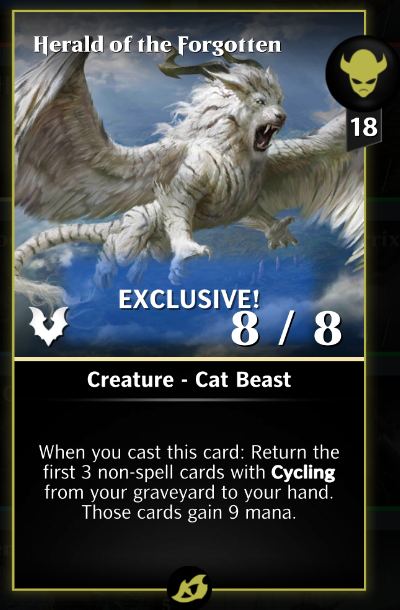 Herald of the Forgotten
18
EXCLUSIVE!
8 / 8
Creature - Cat Beast
When you cast this card: Return the
first 3 non-spell cards with Cycling
from your graveyard to your hand.
Those cards gain 9 mana.